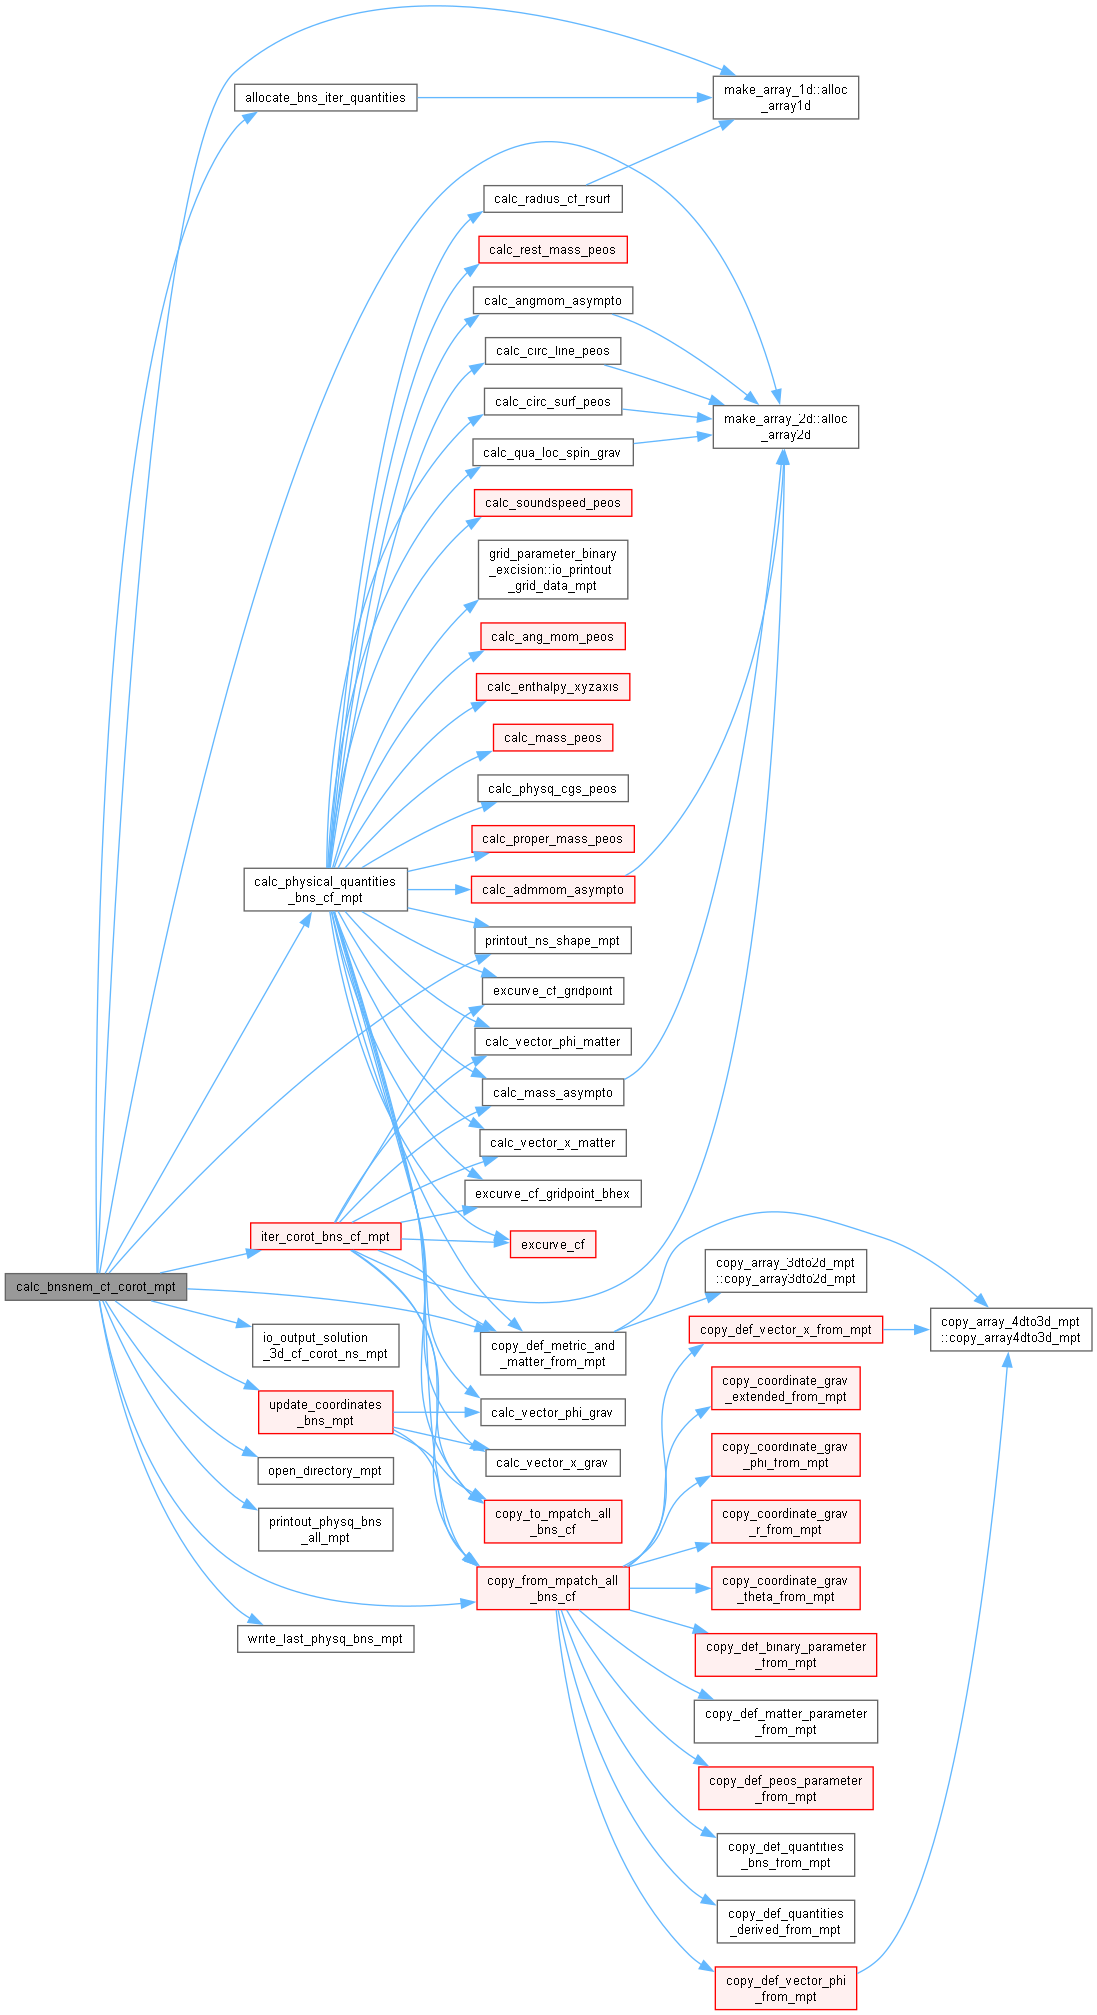 make_array_1d::alloc
_array1d
allocate_bns_iter_quantities
calc_radius_cf_rsurf
calc_rest_mass_peos
calc_angmom_asympto
calc_circ_line_peos
calc_circ_surf_peos
make_array_2d::alloc
_array2d
calc_qua_loc_spin_grav
calc_soundspeed_peos
grid_parameter_binary
_excision::io_printout
_grid_data_mpt
calc_ang_mom_peos
calc_enthalpy_xyzaxis
calc_mass_peos
calc_physq_cgs_peos
calc_proper_mass_peos
calc_physical_quantities
_bns_cf_mpt
calc_admmom_asympto
printout_ns_shape_mpt
excurve_cf_gridpoint
calc_vector_phi_matter
calc_mass_asympto
calc_vector_x_matter
excurve_cf_gridpoint_bhex
iter_corot_bns_cf_mpt
excurve_cf
calc_bnsnem_cf_corot_mpt
copy_array_3dto2d_mpt
::copy_array3dto2d_mpt
copy_def_vector_x_from_mpt
copy_array_4dto3d_mpt
::copy_array4dto3d_mpt
io_output_solution
_3d_cf_corot_ns_mpt
copy_def_metric_and
_matter_from_mpt
copy_coordinate_grav
_extended_from_mpt
update_coordinates
_bns_mpt
calc_vector_phi_grav
copy_coordinate_grav
_phi_from_mpt
calc_vector_x_grav
open_directory_mpt
copy_to_mpatch_all
_bns_cf
copy_coordinate_grav
_r_from_mpt
printout_physq_bns
_all_mpt
copy_from_mpatch_all
_bns_cf
copy_coordinate_grav
_theta_from_mpt
write_last_physq_bns_mpt
copy_def_binary_parameter
_from_mpt
copy_def_matter_parameter
_from_mpt
copy_def_peos_parameter
_from_mpt
copy_def_quantities
_bns_from_mpt
copy_def_quantities
_derived_from_mpt
copy_def_vector_phi
_from_mpt